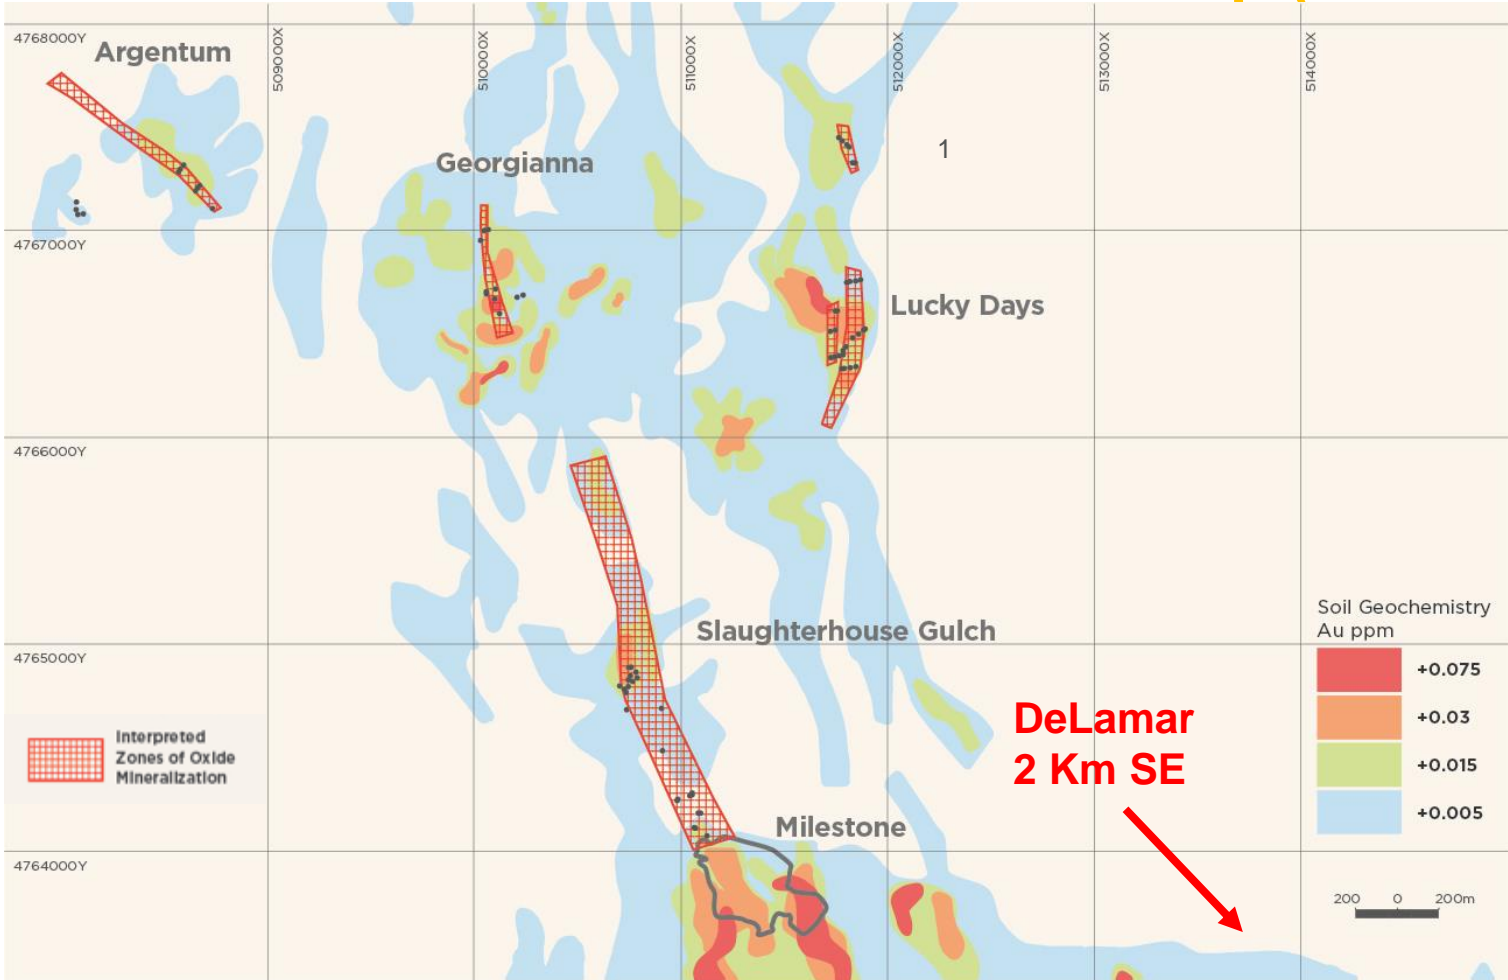 4768000Y
Argentum
509000X
510000X
511000X
512000X
513000X
514000X
Georgianna
1
4767000Y
Lucky Days
4766000Y
Slaughterhouse Gulch
4765000Y
Soil Geochemistry
Au ppm
+0.075
+0.03
+0.015
+0.005
Interpreted
Zones of Oxide
Mineralization
DeLamar
2 Km SE
Milestone
4764000Y
200 0 200m